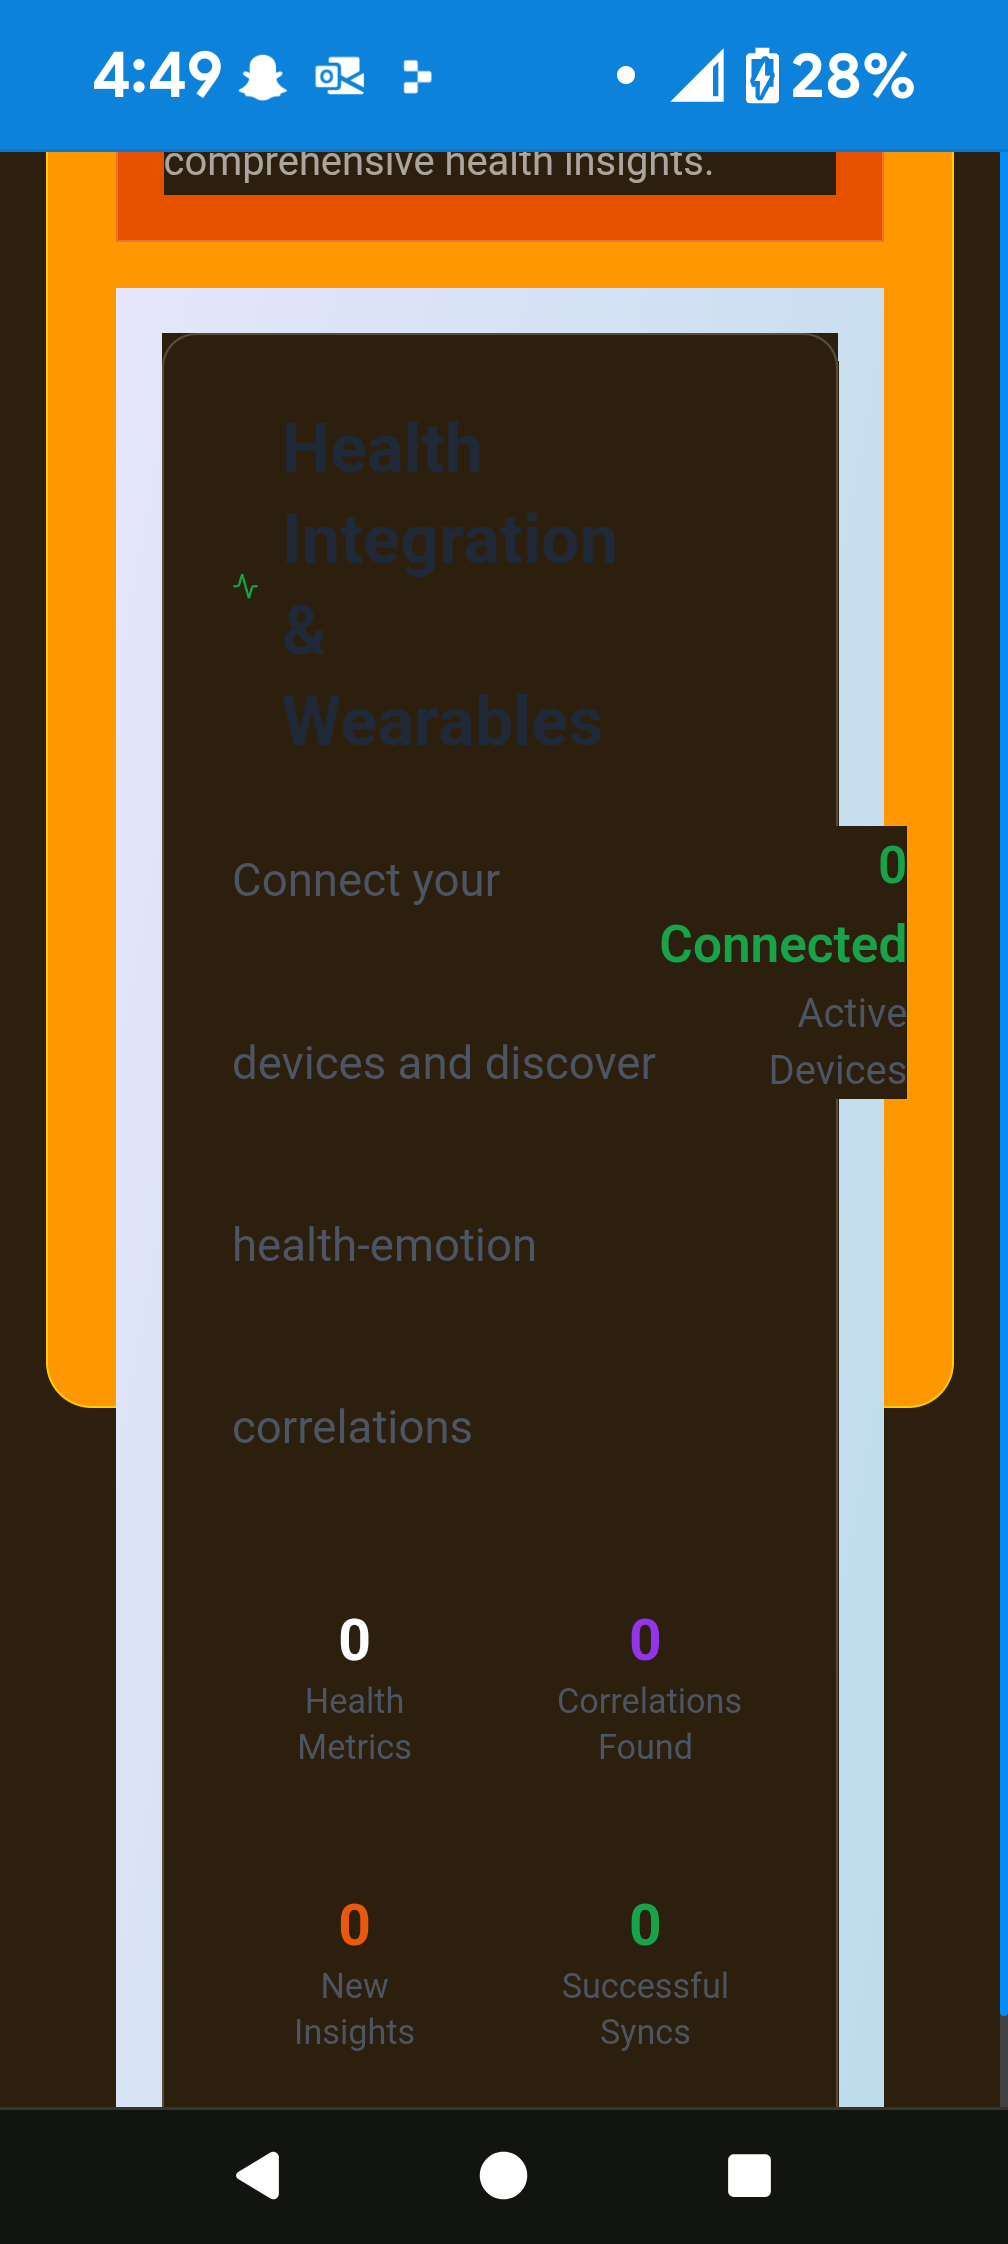 4:49
28%
comprehensive health insights.
Health
Integration
&
Wearables
Connect your
devices and discover
health-emotion
correlations
0
Connected
Active
Devices
0
Health
Metrics
0
Correlations
Found
0
New
Insights
0
Successful
Syncs